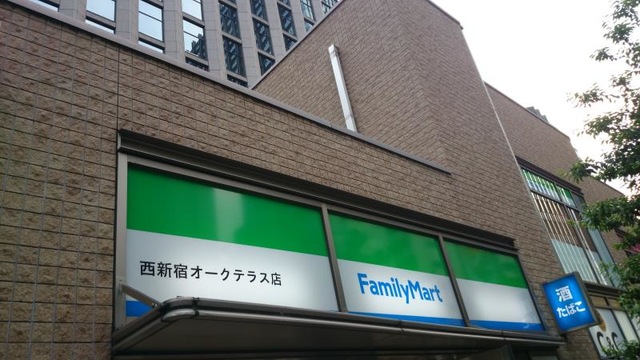 西新宿オークテラス店
FamilyMart
酒
たばこ